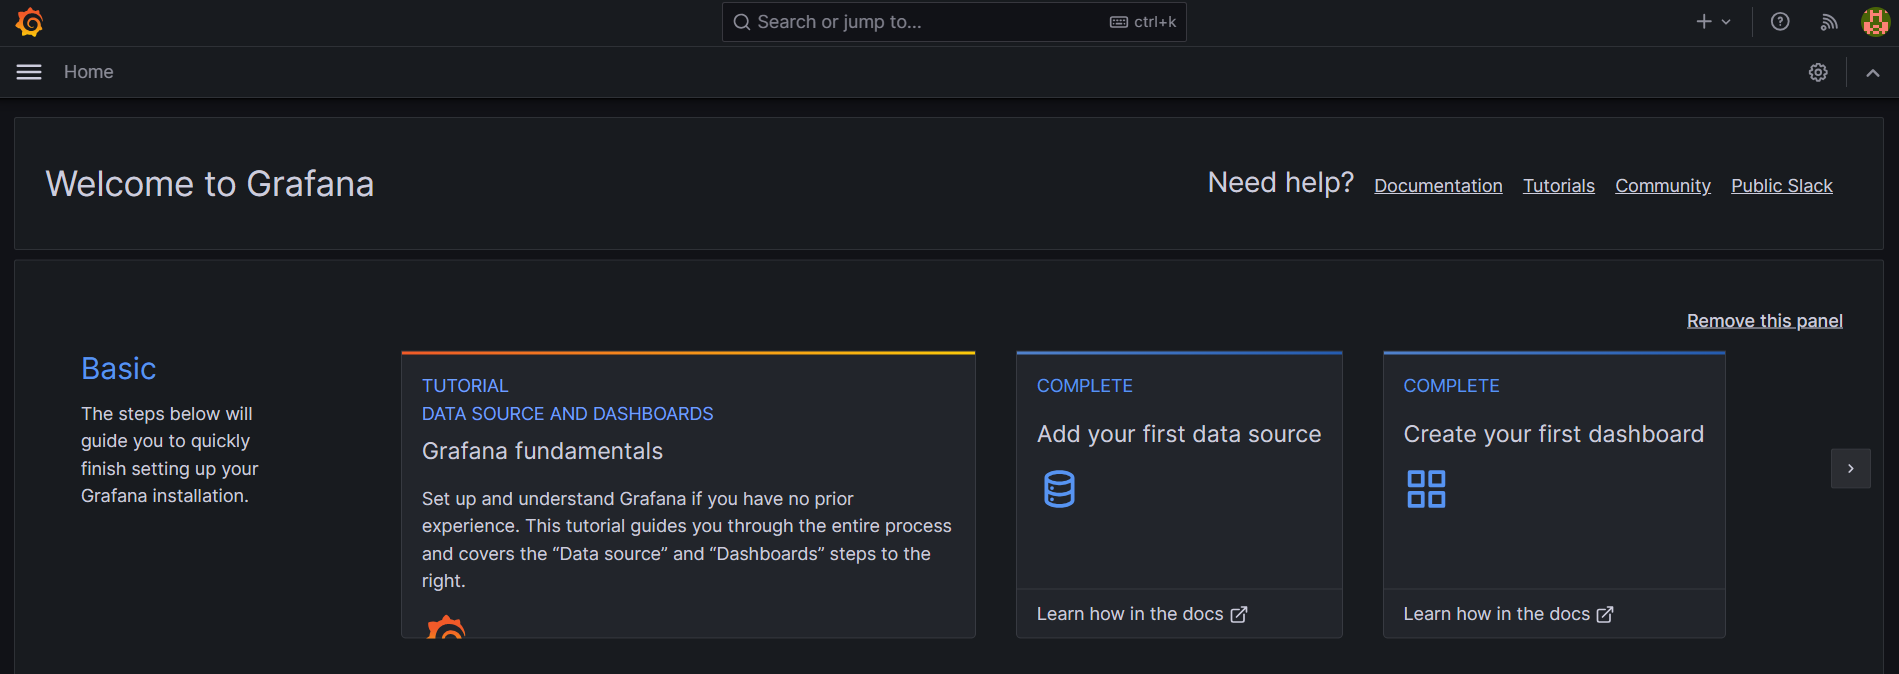 Search or jump to...
ctrl+k
Home
Welcome to Grafana
Need help?
Documentation
Tutorials
Community
Public Slack
Remove this panel
Basic
The steps below will
guide you to quickly
finish setting up your
Grafana installation.
TUTORIAL
DATA SOURCE AND DASHBOARDS
Grafana fundamentals
Set up and understand Grafana if you have no prior
experience. This tutorial guides you through the entire process
and covers the “Data source” and “Dashboards” steps to the
right.
COMPLETE
Add your first data source
Learn how in the docs
COMPLETE
Create your first dashboard
Learn how in the docs